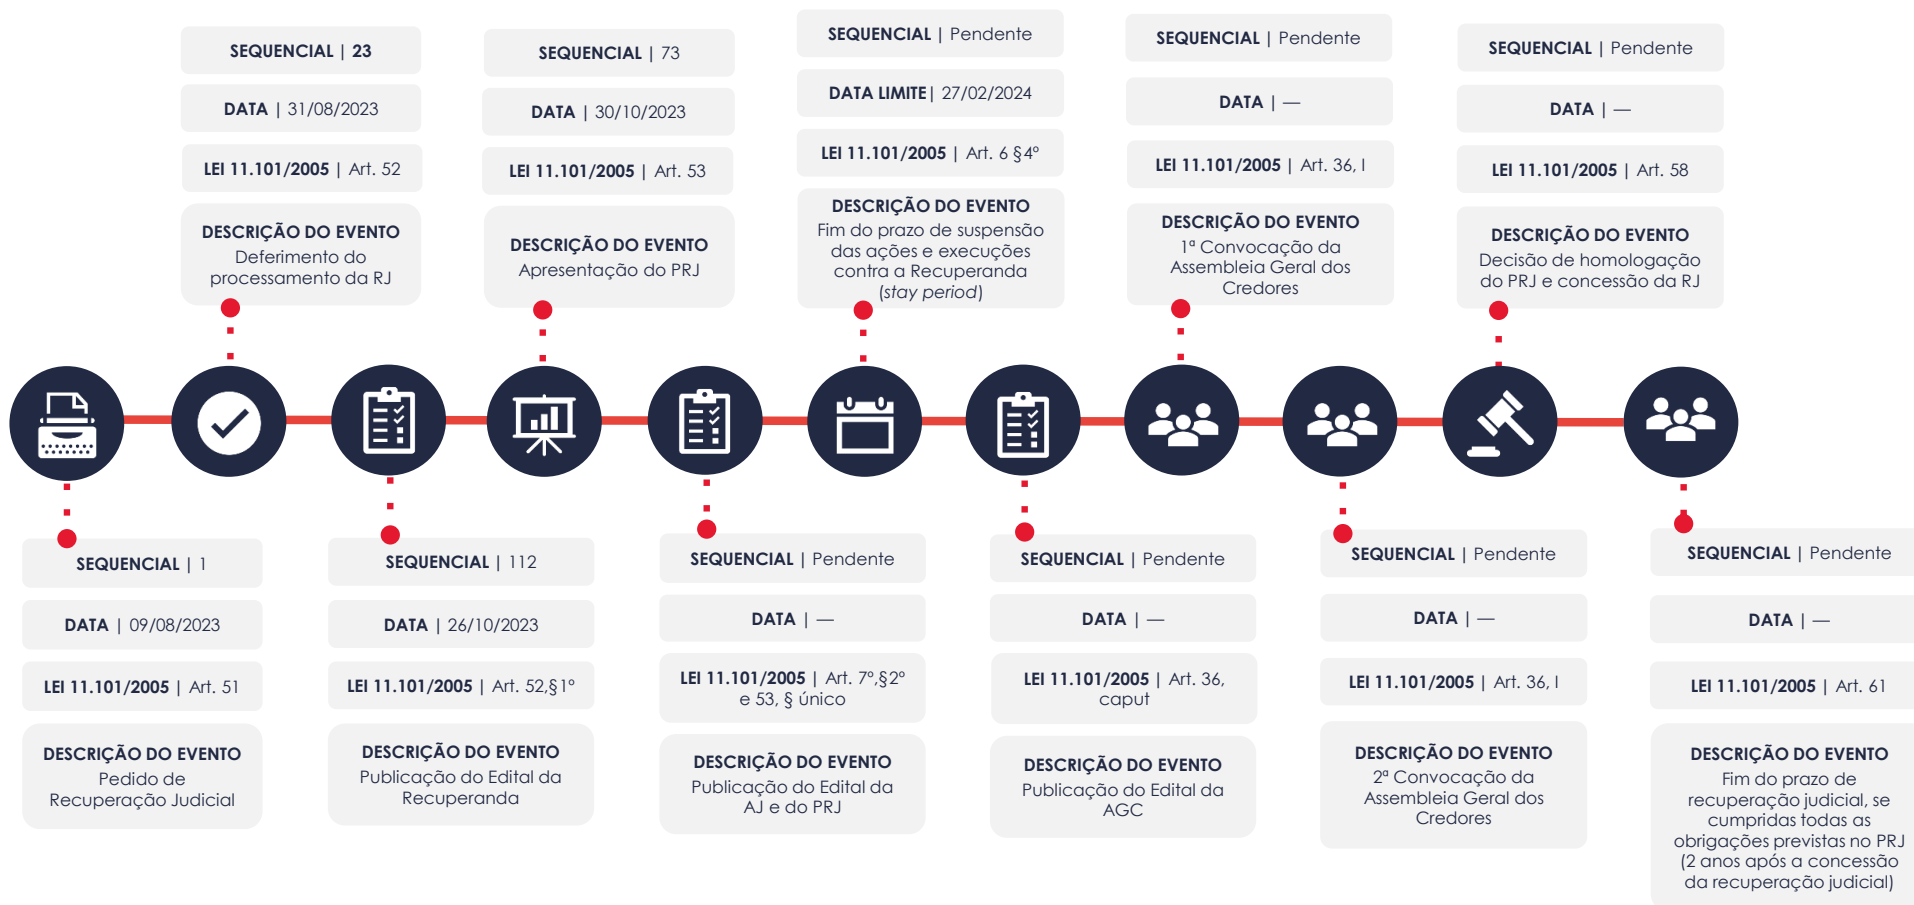 SEQUENCIAL | 23
DATA | 31/08/2023
LEI 11.101/2005 | Art. 52
DESCRIÇÃO DO EVENTO
Deferimento do
processamento da RJ
SEQUENCIAL | 73
DATA | 30/10/2023
LEI 11.101/2005 | Art. 53
DESCRIÇÃO DO EVENTO
Apresentação do PRJ
SEQUENCIAL | Pendente
DATA LIMITE| 27/02/2024
LEI 11.101/2005 | Art. 6 §4º
DESCRIÇÃO DO EVENTO
Fim do prazo de suspensão
das ações e execuções
contra a Recuperanda
(stay period)
SEQUENCIAL | Pendente
DATA | —
LEI 11.101/2005 | Art. 36, I
DESCRIÇÃO DO EVENTO
1ª Convocação da
Assembleia Geral dos
Credores
SEQUENCIAL | Pendente
DATA | —
LEI 11.101/2005 | Art. 58
DESCRIÇÃO DO EVENTO
Decisão de homologação
do PRJ e concessão da RJ
SEQUENCIAL | 1
DATA | 09/08/2023
LEI 11.101/2005 | Art. 51
DESCRIÇÃO DO EVENTO
Pedido de
Recuperação Judicial
SEQUENCIAL | 112
DATA | 26/10/2023
LEI 11.101/2005 | Art. 52,§1º
DESCRIÇÃO DO EVENTO
Publicação do Edital da
Recuperanda
SEQUENCIAL | Pendente
DATA | —
LEI 11.101/2005 | Art. 7º,§2º
e 53, § único
DESCRIÇÃO DO EVENTO
Publicação do Edital da
AJ e do PRJ
SEQUENCIAL | Pendente
DATA | —
LEI 11.101/2005 | Art. 36,
caput
DESCRIÇÃO DO EVENTO
Publicação do Edital da
AGC
SEQUENCIAL | Pendente
DATA | —
LEI 11.101/2005 | Art. 36, I
DESCRIÇÃO DO EVENTO
2ª Convocação da
Assembleia Geral dos
Credores
SEQUENCIAL | Pendente
DATA | —
LEI 11.101/2005 | Art. 61
DESCRIÇÃO DO EVENTO
Fim do prazo de
recuperação judicial, se
cumpridas todas as
obrigações previstas no PRJ
(2 anos após a concessão
da recuperação judicial)